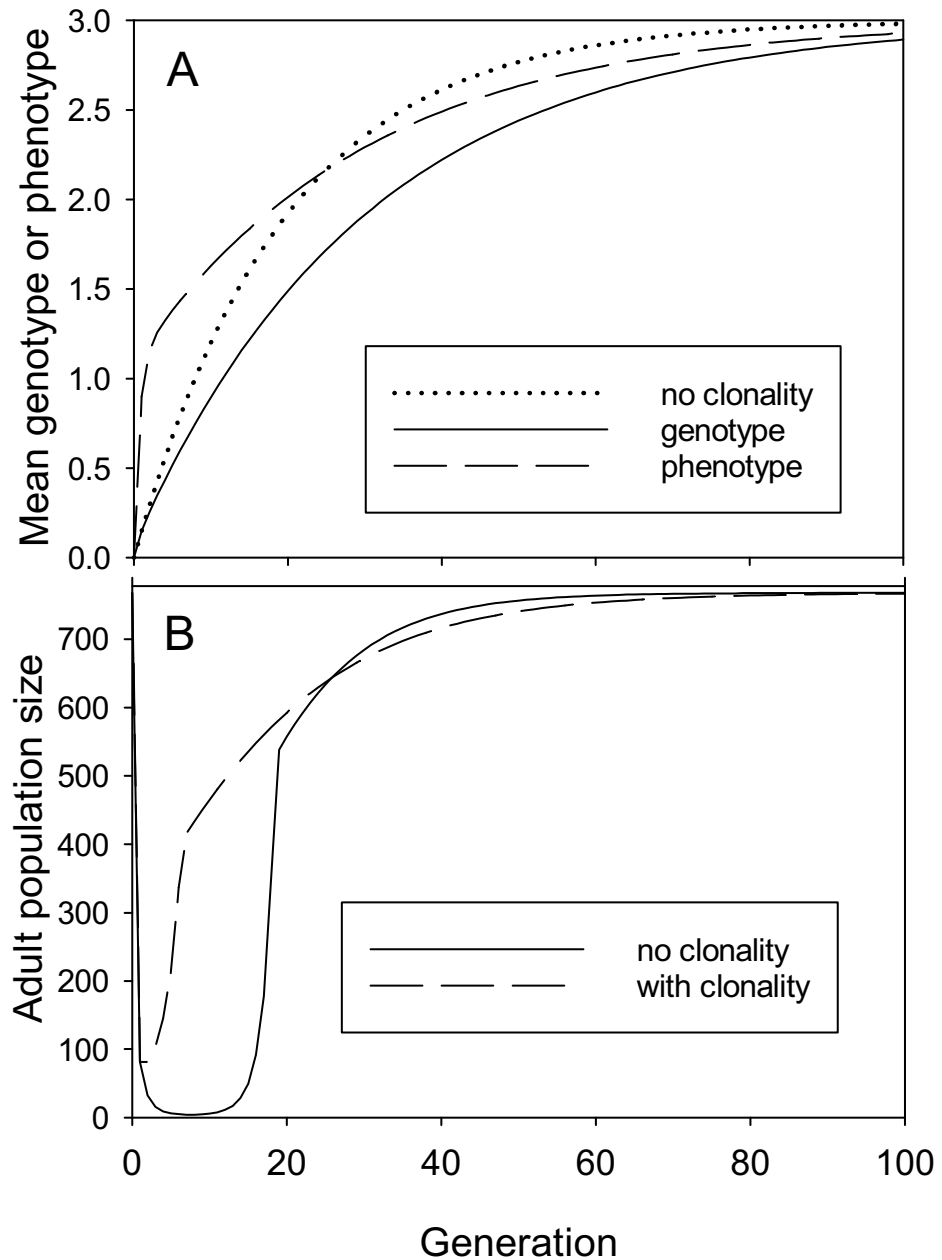 3.0
A
2.5
2.0
1.5
1.0
0.5
0.0
Mean genotype or phenotype
no clonality
genotype
phenotype
B
700
600
500
400
300
200
100
0
Adult population size
no clonality
with clonality
0 20 40 60 80 100
Generation